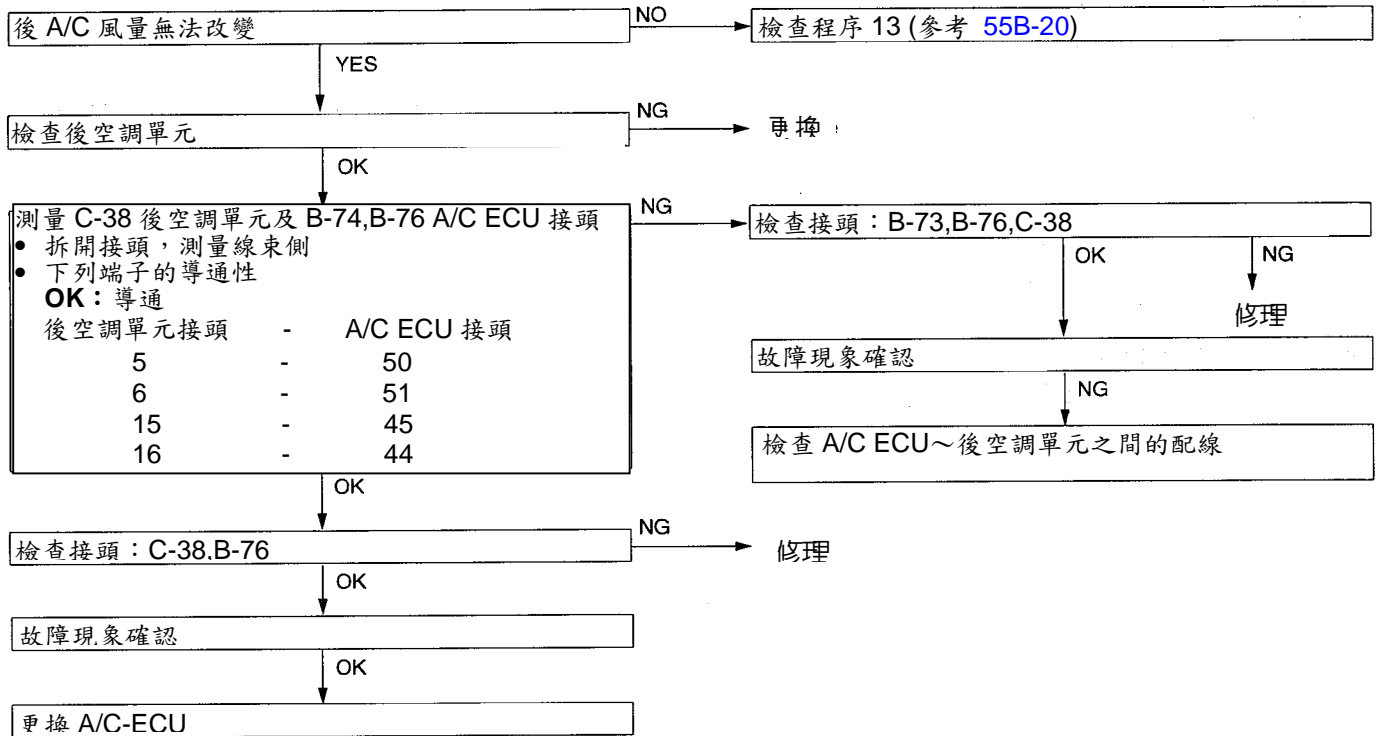 後 A/C 風量無法改變
NO
檢查程序 13 (參考 55B-20)
YES
檢查後空調單元
NG
更換
OK
測量 C-38 後空調單元及 B-74,B-76 A/C ECU 接頭
• 拆開接頭，測量線束側
• 下列端子的導通性
OK：導通
後空調單元接頭 - A/C ECU 接頭
5 - 50
6 - 51
15 - 45
16 - 44
NG
檢查接頭：B-73,B-76,C-38
OK
NG
修理
故障現象確認
NG
檢查 A/C ECU～後空調單元之間的配線
OK
檢查接頭：C-38,B-76
NG
修理
OK
故障現象確認
OK
更換 A/C-ECU